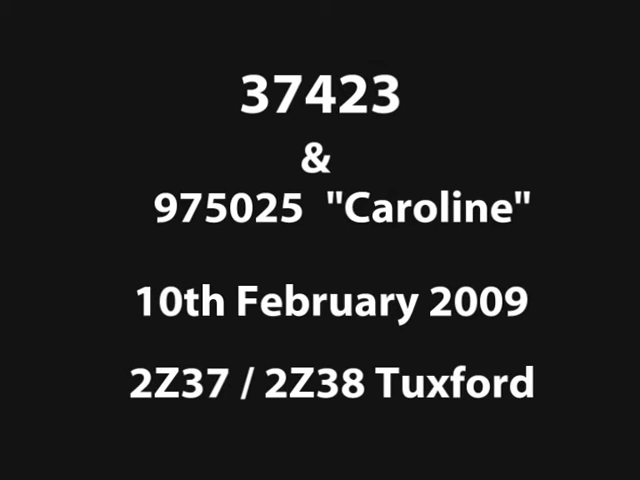 37423
&
975025 "Caroline"
10th February 2009
2Z37 / 2Z38 Tuxford